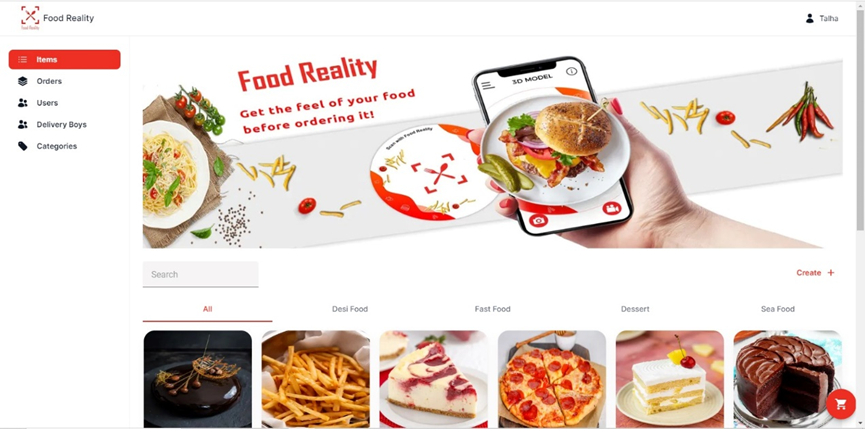 Food Reality
Talha
Items
Orders
Users
Delivery Boys
Categories
Food Reality
Get the feel of your food
before ordering it!
3D MODEL
Scan with Food Reality
Search
Create +
All
Desi Food
Fast Food
Dessert
Sea Food